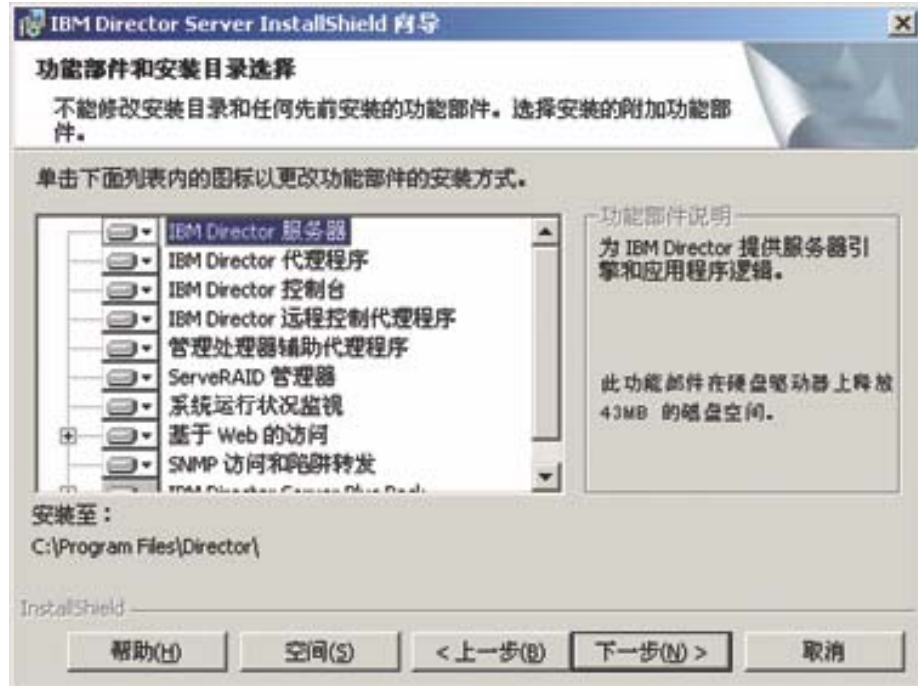 IBM Director Server InstallShield 向导
功能部件和安装目录选择
不能修改安装目录和任何先前安装的功能部件。选择安装的附加功能部
件。
单击下面列表内的图标以更改功能部件的安装方式。
IBM Director 服务器
IBM Director 代理程序
IBM Director 控制台
IBM Director 远程控制代理程序
管理处理器辅助代理程序
ServeRAID 管理器
系统运行状况监视
基于 Web 的访问
SNMP 访问和陷阱转发
IBM Director Server Plus Pack
功能部件说明
为 IBM Director 提供服务器引
擎和应用程序逻辑。
此功能部件在硬盘驱动器上释放
43MB 的磁盘空间。
安装至：
C:\Program Files\Director\
InstallShield
帮助(H)
空间(S)
< 上一步(B)
下一步(N) >
取消